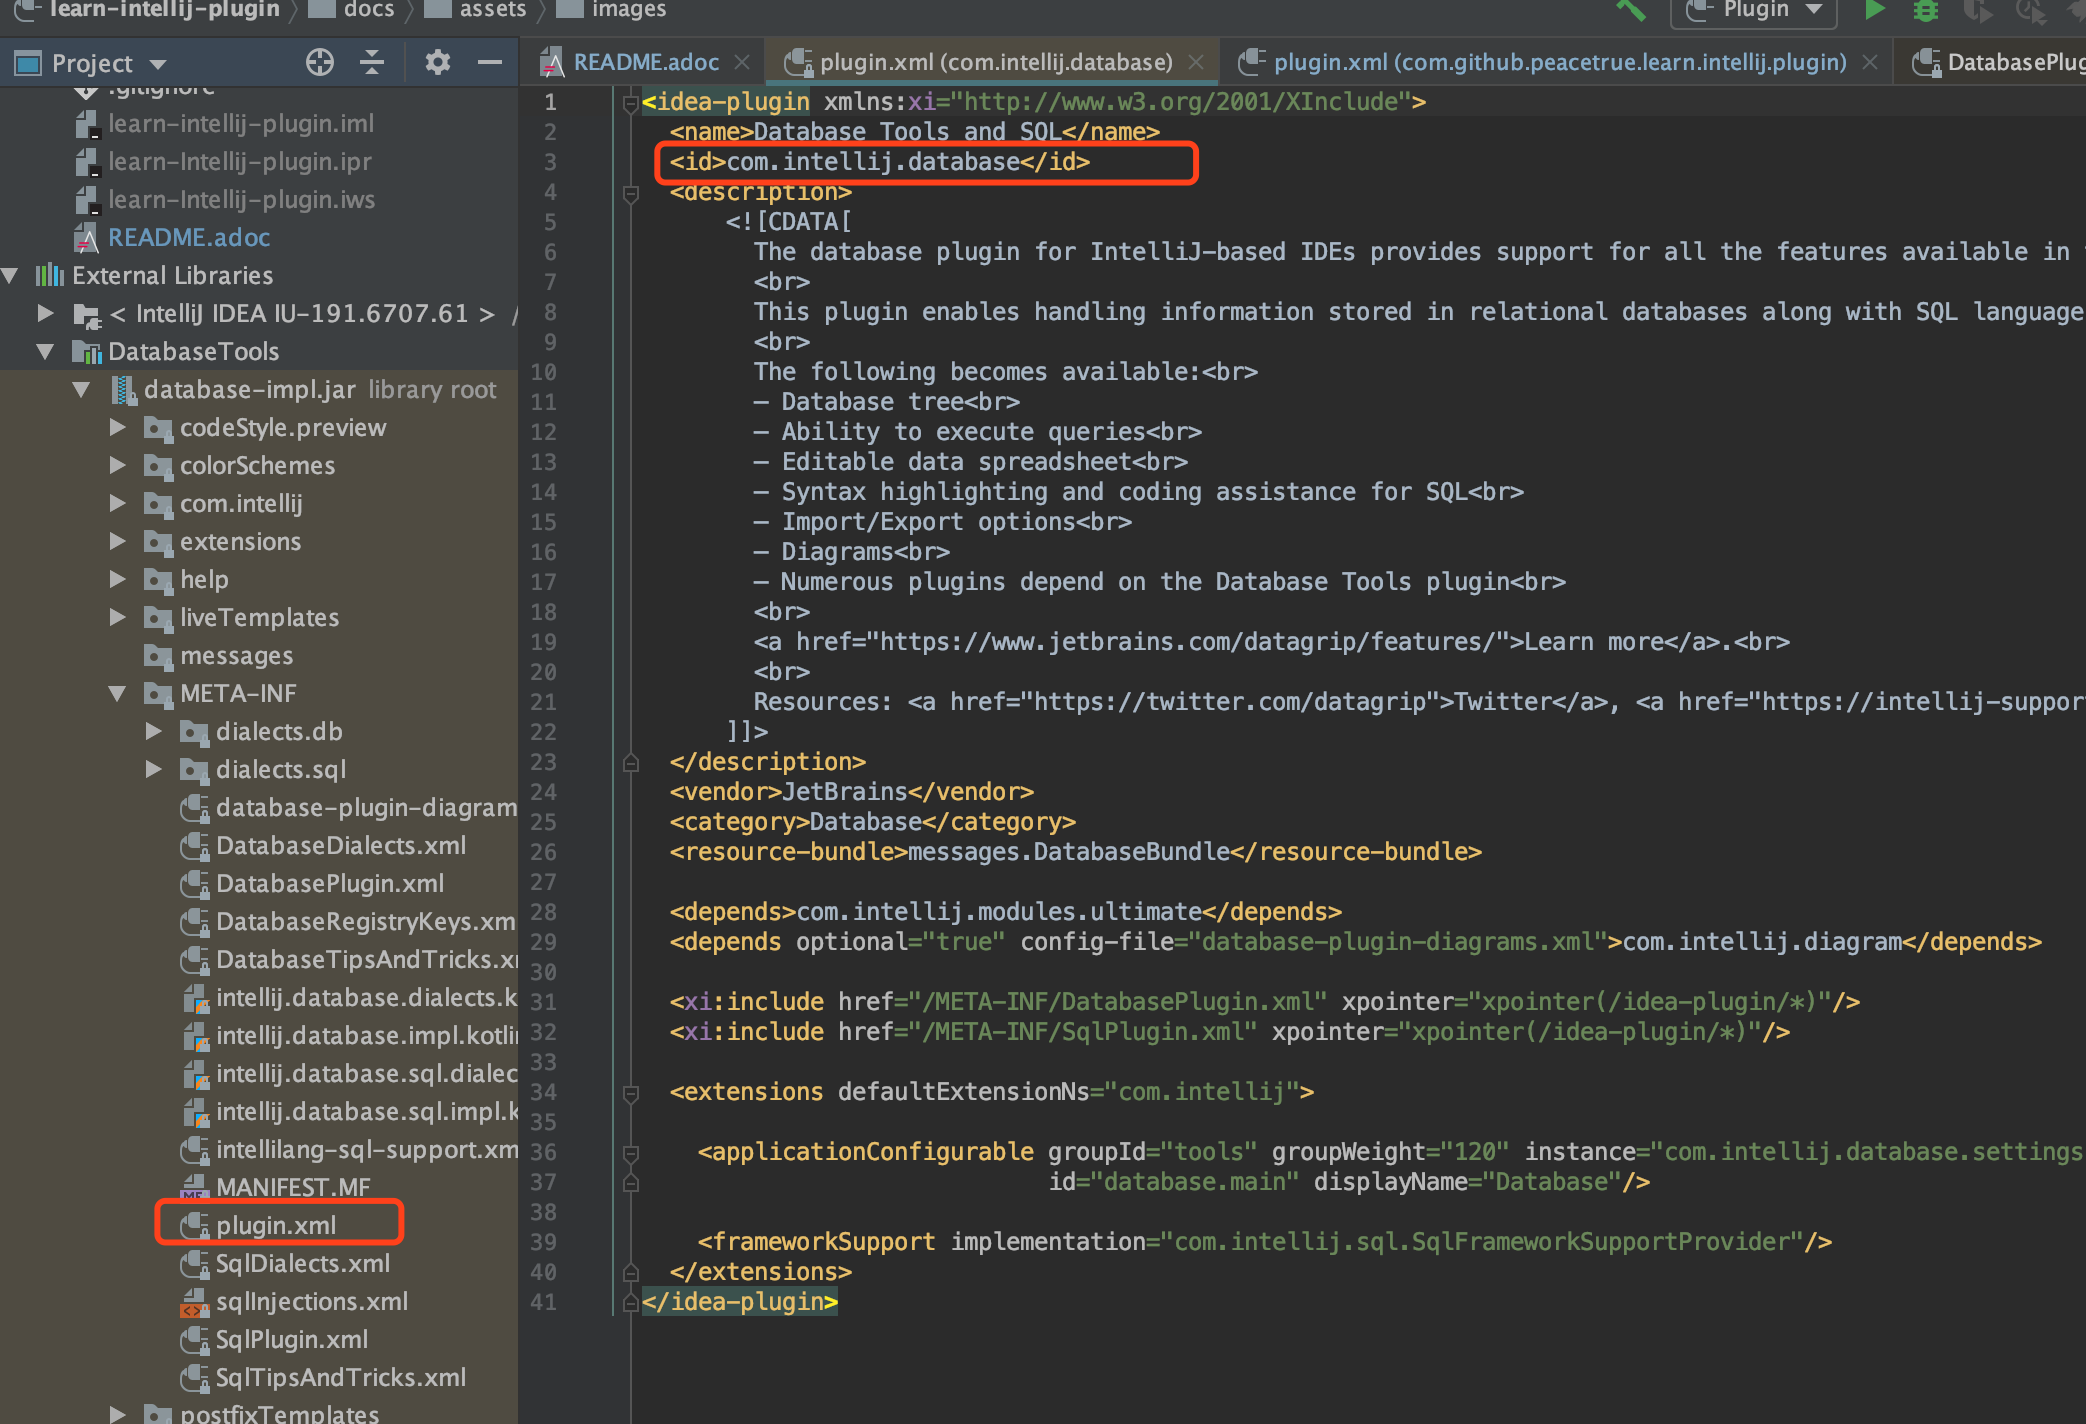 learn-intellij-plugin 〉 docs 〉 assets 〉 images
Plugin
Project
README.adoc
plugin.xml (com.intellij.database)
plugin.xml (com.github.peacetrue.learn.intellij.plugin)
DatabasePlug
.gitignore
learn-intellij-plugin.iml
learn-Intellij-plugin.ipr
learn-Intellij-plugin.iws
README.adoc
External Libraries
< IntelliJ IDEA IU-191.6707.61 > /
DatabaseTools
database-impl.jar library root
codeStyle.preview
colorSchemes
com.intellij
extensions
help
liveTemplates
messages
META-INF
dialects.db
dialects.sql
database-plugin-diagram
DatabaseDialects.xml
DatabasePlugin.xml
DatabaseRegistryKeys.xm
DatabaseTipsAndTricks.x
intellij.database.dialects.k
intellij.database.impl.kotli
intellij.database.sql.dialec
intellij.database.sql.impl.k
intellilang-sql-support.xm
MANIFEST.MF
plugin.xml
SqlDialects.xml
sqlInjections.xml
SqlPlugin.xml
SqlTipsAndTricks.xml
postfixTemplates
1 <idea-plugin xmlns:xi="http://www.w3.org/2001/XInclude">
2 <name>Database Tools and SQL</name>
3 <id>com.intellij.database</id>
4 <description>
5 <![CDATA[
6 The database plugin for IntelliJ-based IDEs provides support for all the features available in
7 <br>
8 This plugin enables handling information stored in relational databases along with SQL language
9 <br>
10 The following becomes available:<br>
11 – Database tree<br>
12 – Ability to execute queries<br>
13 – Editable data spreadsheet<br>
14 – Syntax highlighting and coding assistance for SQL<br>
15 – Import/Export options<br>
16 – Diagrams<br>
17 – Numerous plugins depend on the Database Tools plugin<br>
18 <br>
19 <a href="https://www.jetbrains.com/datagrip/features/">Learn more</a>.<br>
20 <br>
21 Resources: <a href="https://twitter.com/datagrip">Twitter</a>, <a href="https://intellij-suppor
22 ]]>
23 </description>
24 <vendor>JetBrains</vendor>
25 <category>Database</category>
26 <resource-bundle>messages.DatabaseBundle</resource-bundle>
27
28 <depends>com.intellij.modules.ultimate</depends>
29 <depends optional="true" config-file="database-plugin-diagrams.xml">com.intellij.diagram</depends>
30
31 <xi:include href="/META-INF/DatabasePlugin.xml" xpointer="xpointer(/idea-plugin/*)"/>
32 <xi:include href="/META-INF/SqlPlugin.xml" xpointer="xpointer(/idea-plugin/*)"/>
33
34 <extensions defaultExtensionNs="com.intellij">
35
36 <applicationConfigurable groupId="tools" groupWeight="120" instance="com.intellij.database.settings
37 id="database.main" displayName="Database"/>
38
39 <frameworkSupport implementation="com.intellij.sql.SqlFrameworkSupportProvider"/>
40 </extensions>
41 </idea-plugin>